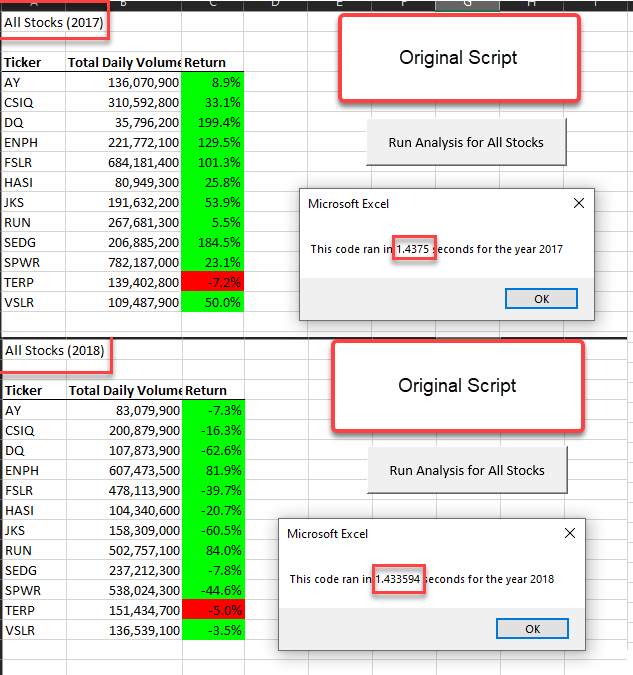 A B C D E F G H I
All Stocks (2017)
Original Script
Ticker Total Daily Volume Return
AY 136,070,900 8.9%
CSIQ 310,592,800 33.1%
DQ 35,796,200 199.4%
ENPH 221,772,100 129.5%
Run Analysis for All Stocks
FSLR 684,181,400 101.3%
HASI 80,949,300 25.8%
JKS 191,632,200 53.9%
Microsoft Excel
RUN 267,681,300 5.5%
SEDG 206,885,200 184.5%
This code ran in 1.4375 seconds for the year 2017
SPWR 782,187,000 23.1%
TERP 139,402,800 -7.2%
VSLR 109,487,900 50.0%
OK
All Stocks (2018)
Original Script
Ticker Total Daily Volume Return
AY 83,079,900 -7.3%
CSIQ 200,879,900 -16.3%
DQ 107,873,900 -62.6%
ENPH 607,473,500 81.9%
Run Analysis for All Stocks
FSLR 478,113,900 -39.7%
HASI 104,340,600 -20.7%
JKS 158,309,000 -60.5%
Microsoft Excel
RUN 502,757,100 84.0%
SEDG 237,212,300 -7.8%
This code ran in 1.433594 seconds for the year 2018
SPWR 538,024,300 -44.6%
TERP 151,434,700 -5.0%
VSLR 136,539,100 -3.5%
OK